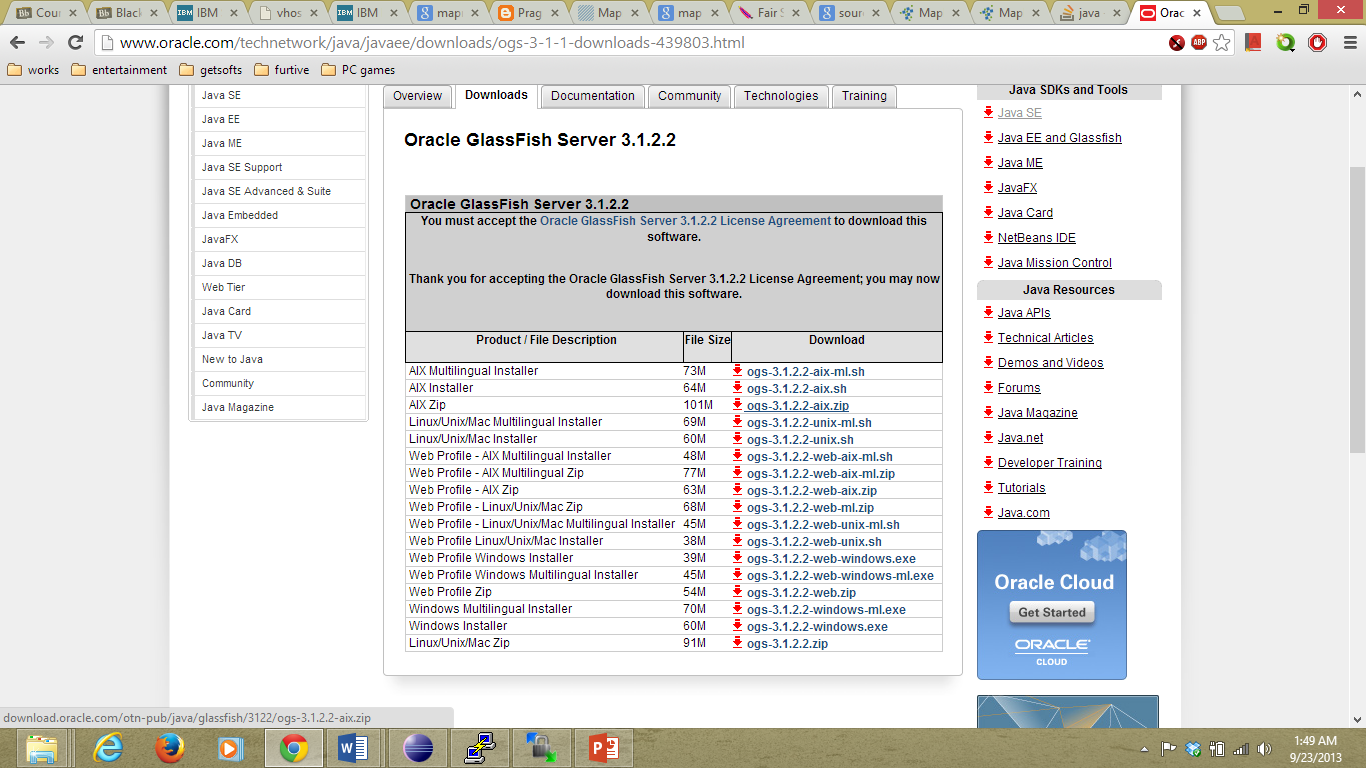 Cour
Blac
IBM
vhos
IBM
map
Prag
Map
map
Fair S
sourc
Map
Map
java
Orac
www.oracle.com/technetwork/java/javaee/downloads/ogs-3-1-1-downloads-439803.html
ABP
works
entertainment
getsofts
furtive
PC games
Java SE
Java EE
Java ME
Java SE Support
Java SE Advanced & Suite
Java Embedded
JavaFX
Java DB
Web Tier
Java Card
Java TV
New to Java
Community
Java Magazine
Overview
Downloads
Documentation
Community
Technologies
Training
Oracle GlassFish Server 3.1.2.2
Oracle GlassFish Server 3.1.2.2
You must accept the Oracle GlassFish Server 3.1.2.2 License Agreement to download this
software.
Thank you for accepting the Oracle GlassFish Server 3.1.2.2 License Agreement; you may now
download this software.
Product / File Description File Size Download
AIX Multilingual Installer 73M ogs-3.1.2.2-aix-ml.sh
AIX Installer 64M ogs-3.1.2.2-aix.sh
AIX Zip 101M ogs-3.1.2.2-aix.zip
Linux/Unix/Mac Multilingual Installer 69M ogs-3.1.2.2-unix-ml.sh
Linux/Unix/Mac Installer 60M ogs-3.1.2.2-unix.sh
Web Profile - AIX Multilingual Installer 48M ogs-3.1.2.2-web-aix-ml.sh
Web Profile - AIX Multilingual Zip 77M ogs-3.1.2.2-web-aix-ml.zip
Web Profile - AIX Zip 63M ogs-3.1.2.2-web-aix.zip
Web Profile - Linux/Unix/Mac Zip 68M ogs-3.1.2.2-web-ml.zip
Web Profile - Linux/Unix/Mac Multilingual Installer 45M ogs-3.1.2.2-web-unix-ml.sh
Web Profile Linux/Unix/Mac Installer 38M ogs-3.1.2.2-web-unix.sh
Web Profile Windows Installer 39M ogs-3.1.2.2-web-windows.exe
Web Profile Windows Multilingual Installer 45M ogs-3.1.2.2-web-windows-ml.exe
Web Profile Zip 54M ogs-3.1.2.2-web.zip
Windows Multilingual Installer 70M ogs-3.1.2.2-windows-ml.exe
Windows Installer 60M ogs-3.1.2.2-windows.exe
Linux/Unix/Mac Zip 91M ogs-3.1.2.2.zip
Java SDKs and Tools
Java SE
Java EE and Glassfish
Java ME
JavaFX
Java Card
NetBeans IDE
Java Mission Control
Java Resources
Java APIs
Technical Articles
Demos and Videos
Forums
Java Magazine
Java.net
Developer Training
Tutorials
Java.com
Oracle Cloud
Get Started
ORACLE
CLOUD
download.oracle.com/otn-pub/java/glassfish/3122/ogs-3.1.2.2-aix.zip
1:49 AM
9/23/2013